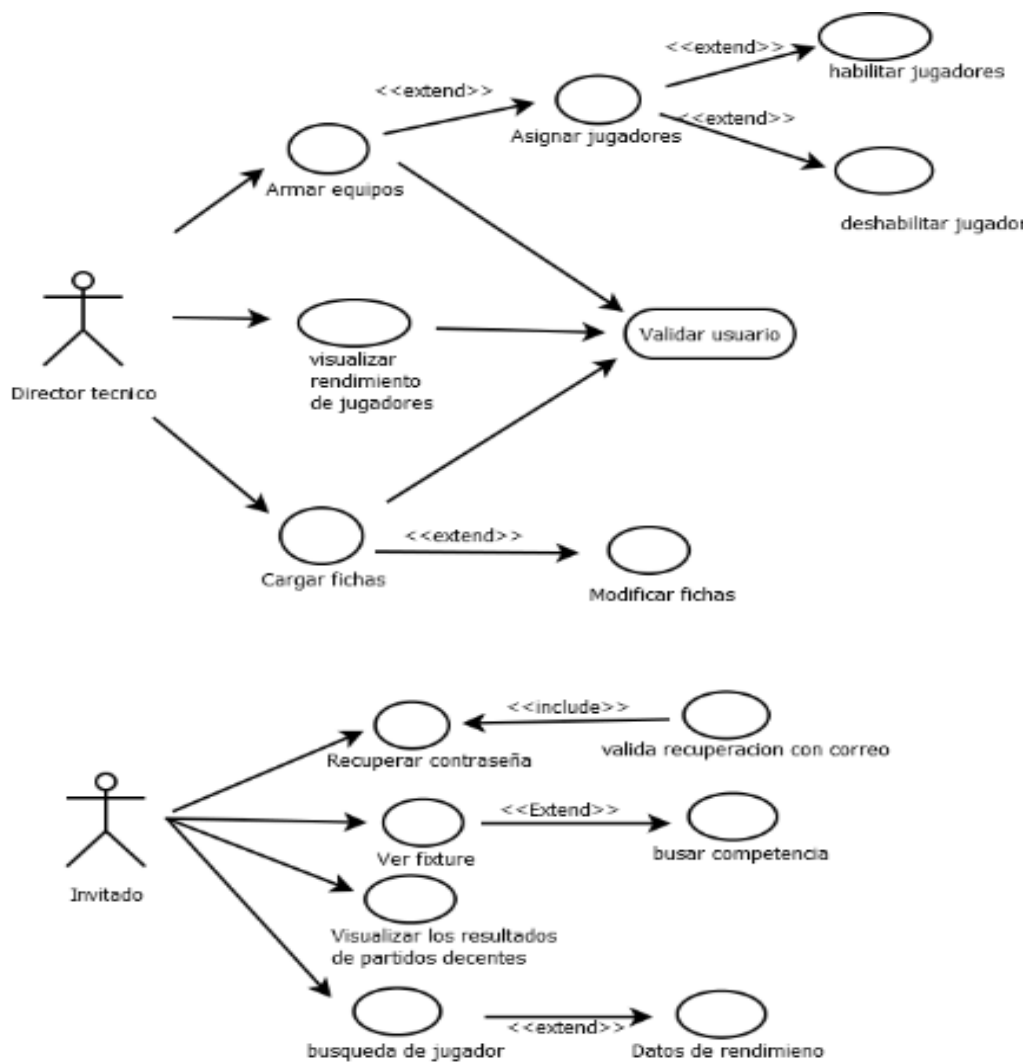 <<extend>>
habilitar jugadores
<<extend>>
Asignar jugadores
<<extend>>
Armar equipos
deshabilitar jugador
Validar usuario
visualizar
rendimiento
de jugadores
Director tecnico
<<extend>>
Cargar fichas
Modificar fichas
<<include>>
Recuperar contraseña
valida recuperacion con correo
<<Extend>>
Ver fixture
busar competencia
Invitado
Visualizar los resultados
de partidos decentes
<<extend>>
busqueda de jugador
Datos de rendimieno